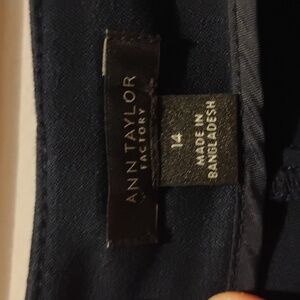 ANN TAYLOR
FACTORY
14
MADE IN
BANGLADESH